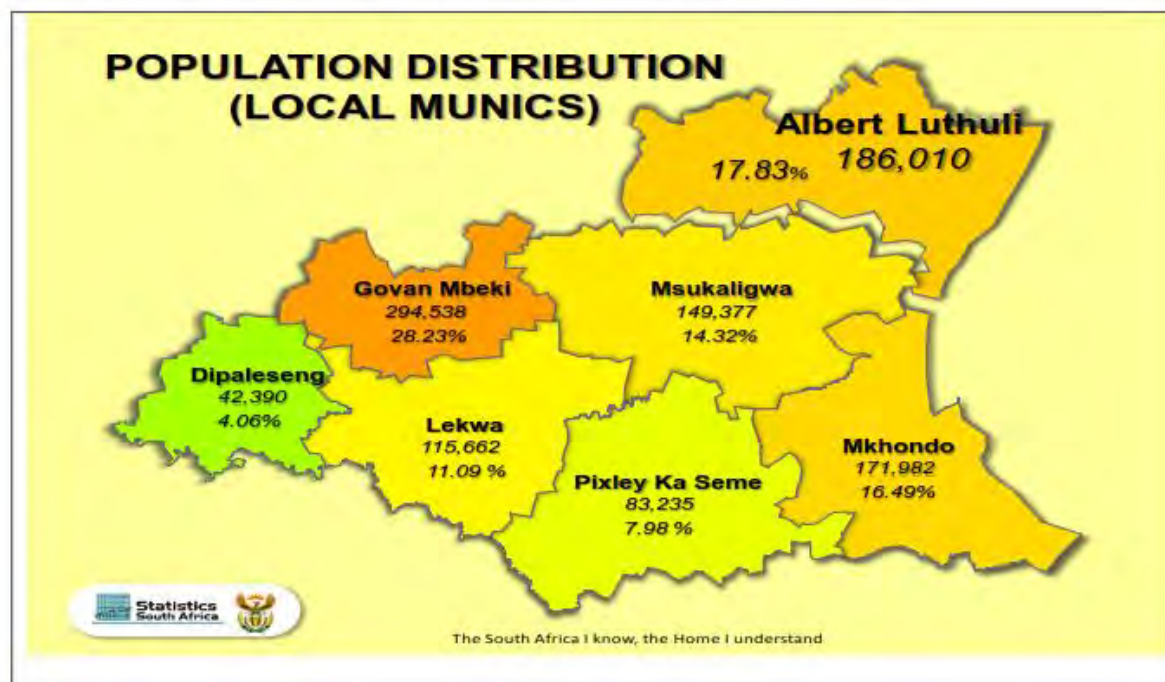 POPULATION DISTRIBUTION
(LOCAL MUNICS)
Albert Luthuli
17.83% 186,010
Govan Mbeki
294,538
28.23%
Msukaligwa
149,377
14.32%
Dipaleseng
42,390
4.06%
Lekwa
115,662
11.09 %
Mkhondo
171,982
16.49%
Pixley Ka Seme
83,235
7.98 %
Statistics
South Africa
The South Africa I know, the Home I understand